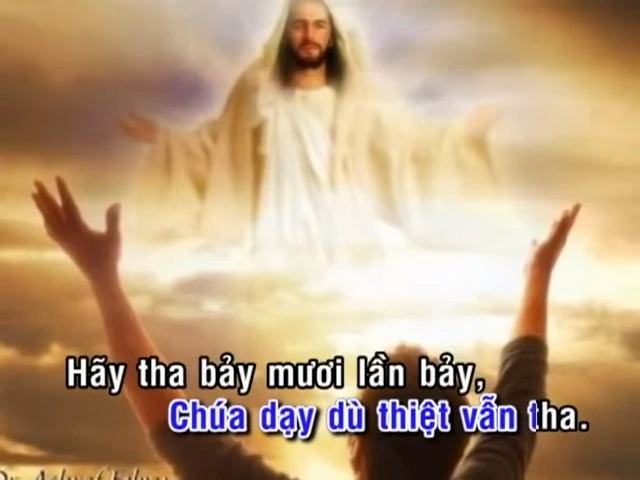 Hãy tha bảy mươi lần bảy,
Chúa dạy dù thiệt vẫn tha.